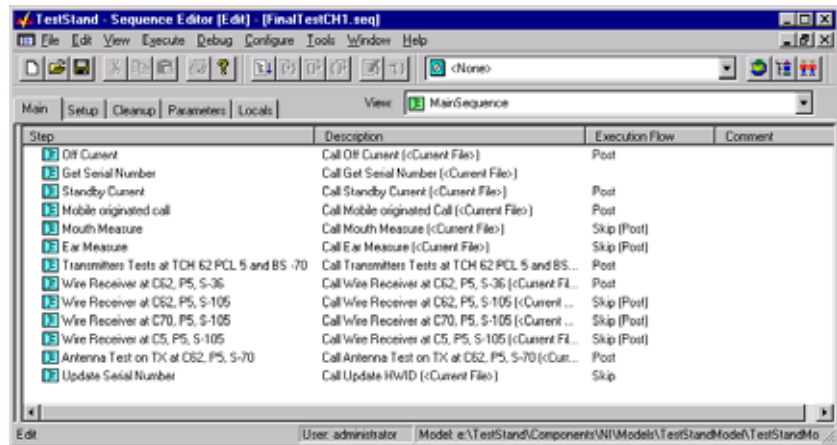 TestStand - Sequence Editor [Edit] - [FinalTestCH1.seq]
File Edit View Execute Debug Configure Tools Window Help
<None>
Main Setup Cleanup Parameters Locals View: MainSequence
Step Description Execution Flow Comment
Off Current Call Off Current (<Current File>) Post
Get Serial Number Call Get Serial Number (<Current File>)
Standby Current Call Standby Current (<Current File>) Post
Mobile originated call Call Mobile originated Call (<Current File>) Post
Mouth Measure Call Mouth Measure (<Current File>) Skip (Post)
Ear Measure Call Ear Measure (<Current File>) Skip (Post)
Transmitters Tests at TCH 62 PCL 5 and BS -70 Call Transmitters Tests at TCH 62 PCL 5 and BS... Post
Wire Receiver at C62, P5, S-36 Call Wire Receiver at C62, P5, S-36 (<Current Fil... Post
Wire Receiver at C62, P5, S-105 Call Wire Receiver at C62, P5, S-105 (<Current ... Skip (Post)
Wire Receiver at C70, P5, S-105 Call Wire Receiver at C70, P5, S-105 (<Current ... Skip (Post)
Wire Receiver at C5, P5, S-105 Call Wire Receiver at C5, P5, S-105 (<Current Fil... Skip (Post)
Antenna Test on TX at C62, P5, S-70 Call Antenna Test on TX at C62, P5, S-70 (<Curr... Post
Update Serial Number Call Update HWID (<Current File>) Skip
Edit User: administrator Model: e:\TestStand\Components\NI\Models\TestStandModel\TestStandMo